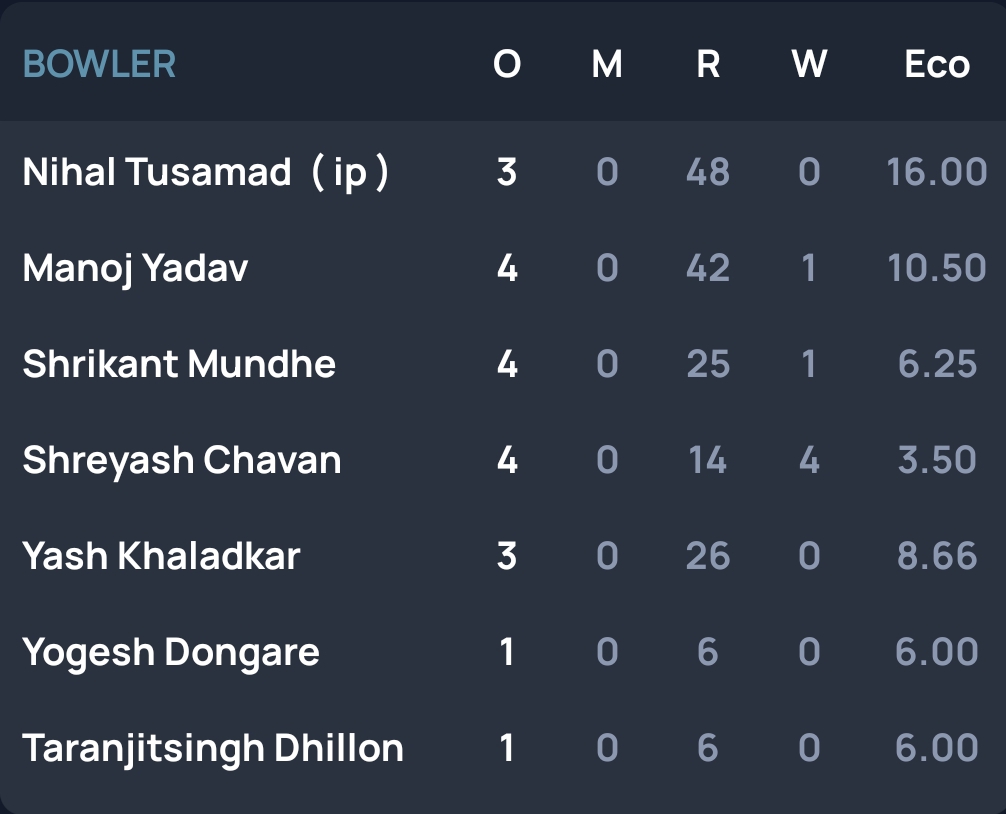 BOWLER O M R W Eco
Nihal Tusamad ( ip ) 3 0 48 0 16.00
Manoj Yadav 4 0 42 1 10.50
Shrikant Mundhe 4 0 25 1 6.25
Shreyash Chavan 4 0 14 4 3.50
Yash Khaladkar 3 0 26 0 8.66
Yogesh Dongare 1 0 6 0 6.00
Taranjitsingh Dhillon 1 0 6 0 6.00